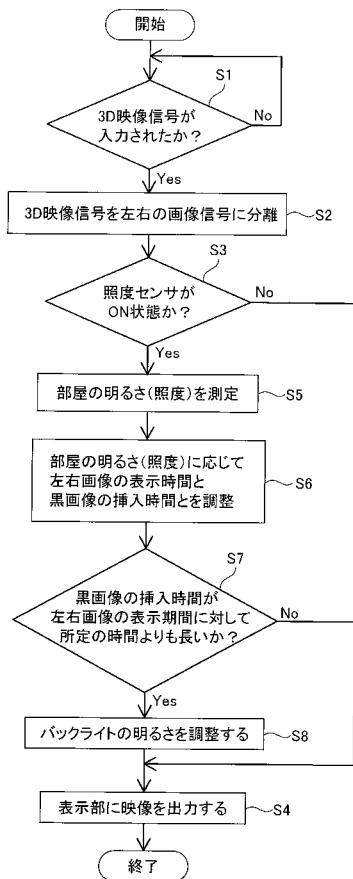 開始
S1
3D映像信号が
入力されたか？
No
Yes
3D映像信号を左右の画像信号に分離
S2
S3
照度センサが
ON状態か？
No
Yes
部屋の明るさ(照度)を測定
S5
部屋の明るさ(照度)に応じて
左右画像の表示時間と
黒画像の挿入時間とを調整
S6
S7
黒画像の挿入時間が
左右画像の表示期間に対して
所定の時間よりも長いか？
No
Yes
バックライトの明るさを調整する
S8
表示部に映像を出力する
S4
終了